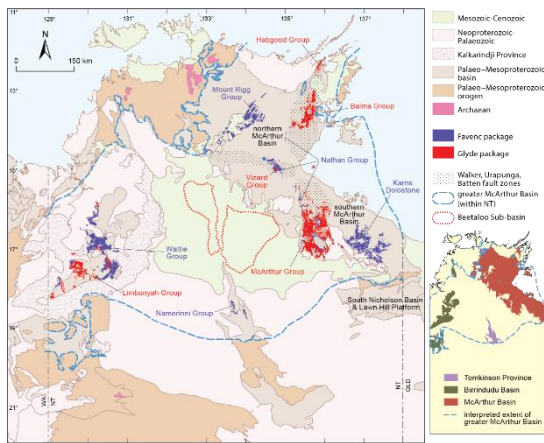 129°
131°
133°
135°
137°
11°
13°
15°
17°
19°
21°
N
0
150 km
Habgood Group
Mount Rigg
Group
Balma Group
northern
McArthur
Basin
Nathan Group
Vizard
Group
Karns
Dolostone
southern
McArthur
Basin
Wattie
Group
McArthur Group
Limbunyah Group
South Nicholson Basin
& Lawn Hill Platform
Namerinni Group
WA
NT
NT
QLD
Mesozoic-Cenozoic
Neoproterozoic-
Palaeozoic
Kalkarindji Province
Palaeo–Mesoproterozoic
basin
Palaeo–Mesoproterozoic
orogen
Archaean
Favenc package
Glyde package
Walker, Urapunga,
Batten fault zones
greater McArthur Basin
(within NT)
Beetaloo Sub-basin
Tomkinson Province
Birrindudu Basin
McArthur Basin
interpreted extent of
greater McArthur Basin